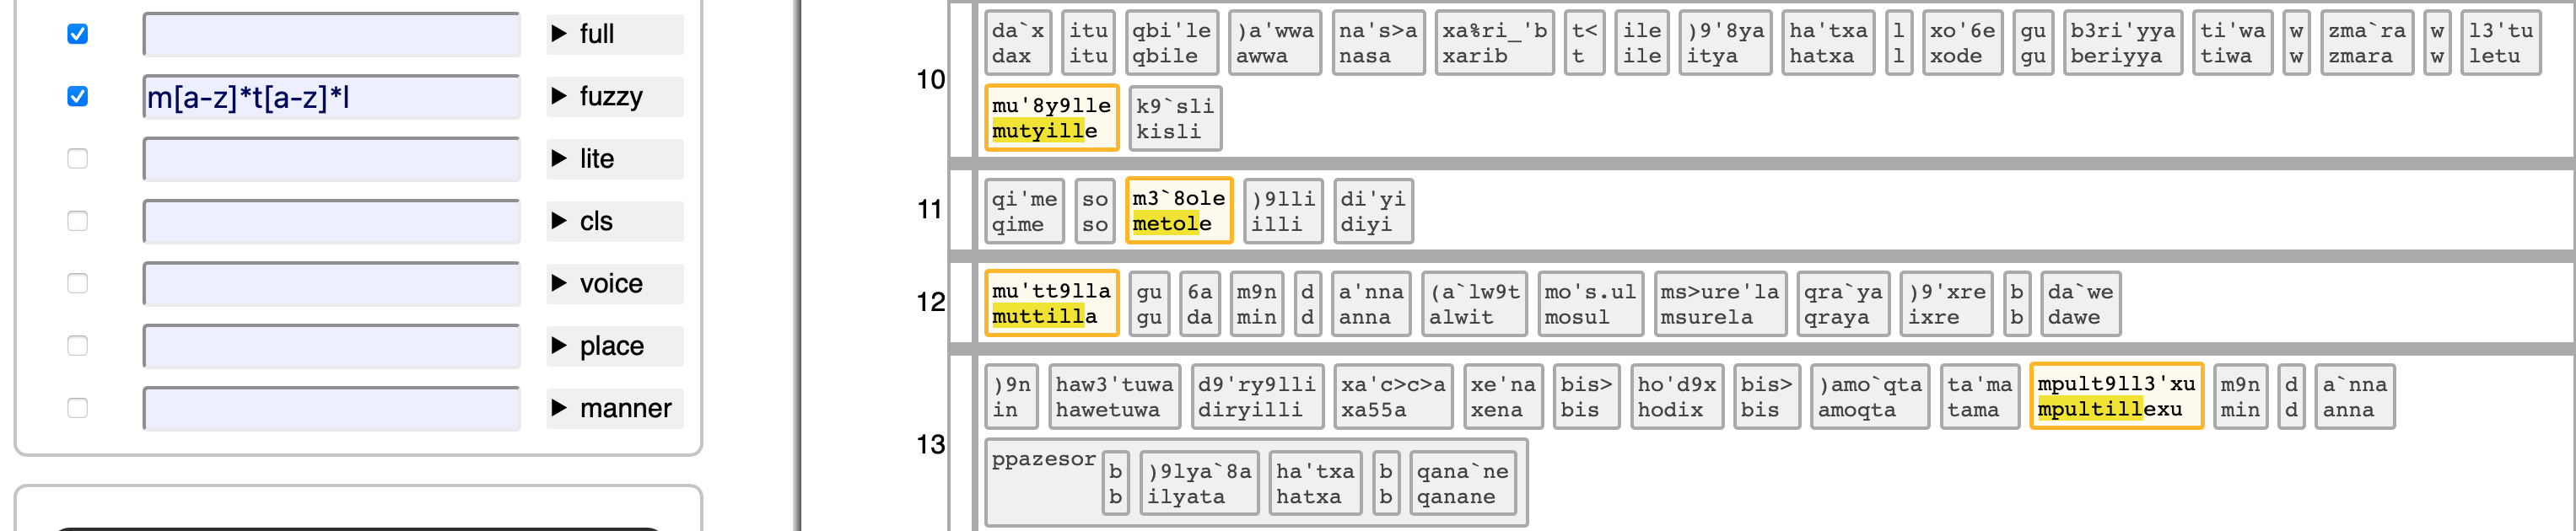 full
m[a-z]*t[a-z]*l fuzzy
lite
cls
voice
place
manner
10
da`x itu qbi'le )a'wwa na's>a xa%ri_'b t< ile )9'8ya ha'txa l xo'6e gu b3ri'yya ti'wa w zma`ra w l3'tu
dax itu qbile awwa nasa xarib t ile itya hatxa l xode gu beriyya tiwa w zmara w letu
mu'8y9lle k9`sli
mutyille kisli
11
qi'me so m3`8ole )9lli di'yi
qime so metole illi diyi
12
mu'tt9lla gu 6a m9n d a'nna (a`lw9t mo's.ul ms>ure'la qra`ya )9'xre b da`we
muttilla gu da min d anna alwit mosul msurela qraya ixre b dawe
13
)9n haw3'tuwa d9'ry9lli xa'c>c>a xe'na bis> ho'd9x bis> )amo`qta ta'ma mpult9ll3'xu m9n d a`nna
in hawetuwa diryilli xa55a xena bis hodix bis amoqta tama mpultillexu min d anna
ppazesor b )9lya`8a ha'txa b qana`ne
b ilyata hatxa b qanane